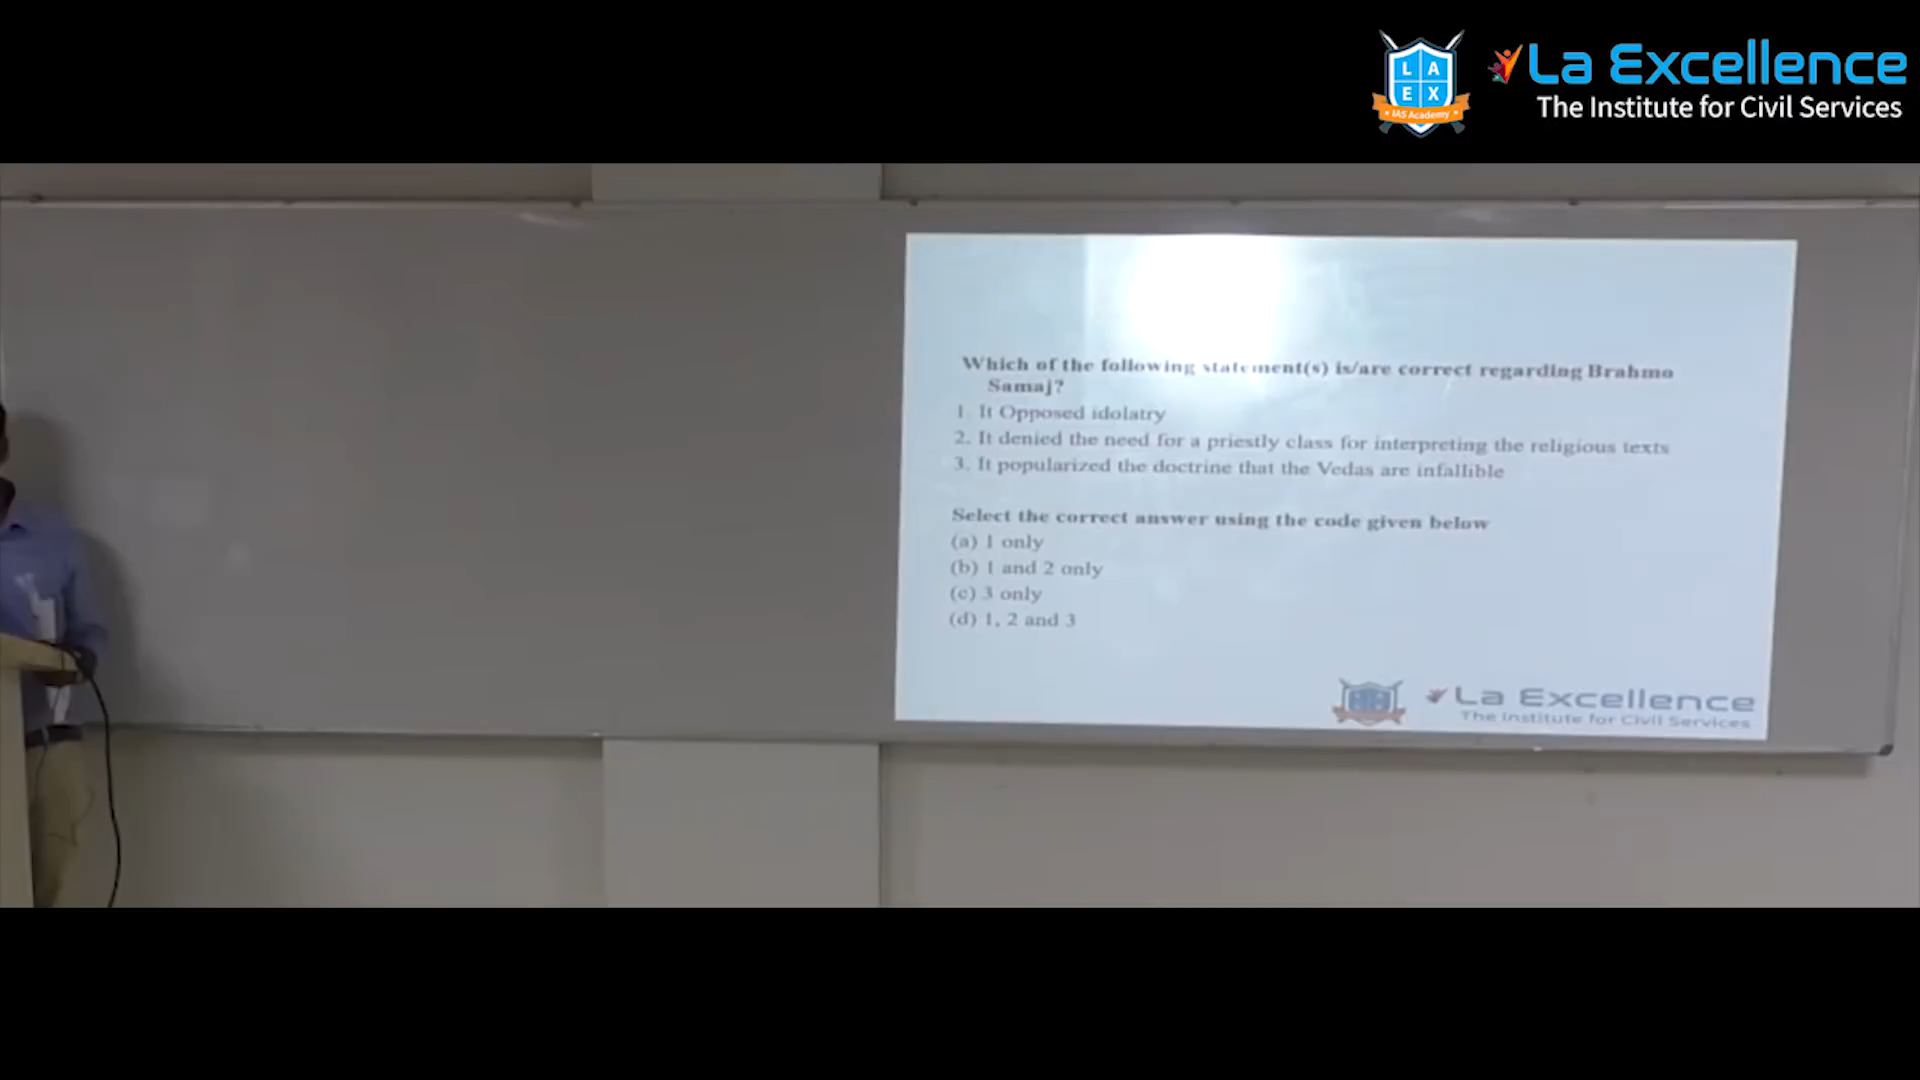 L A
E X
IAS Academy
La Excellence
The Institute for Civil Services
Which of the following statement(s) is/are correct regarding Brahmo
Samaj?
1. It Opposed idolatry
2. It denied the need for a priestly class for interpreting the religious texts
3. It popularized the doctrine that the Vedas are infallible
Select the correct answer using the code given below
(a) 1 only
(b) 1 and 2 only
(c) 3 only
(d) 1, 2 and 3
La Excellence
The Institute for Civil Services